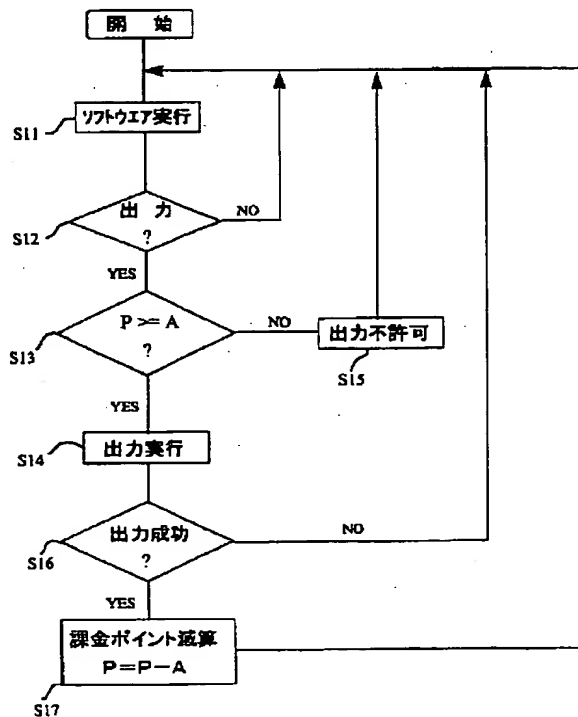 開　始
ソフトウエア実行
S11
出　力
?
NO
S12
YES
P >= A
?
NO
出力不許可
S13
S15
YES
出力実行
S14
出力成功
?
NO
S16
YES
課金ポイント減算
P=P-A
S17